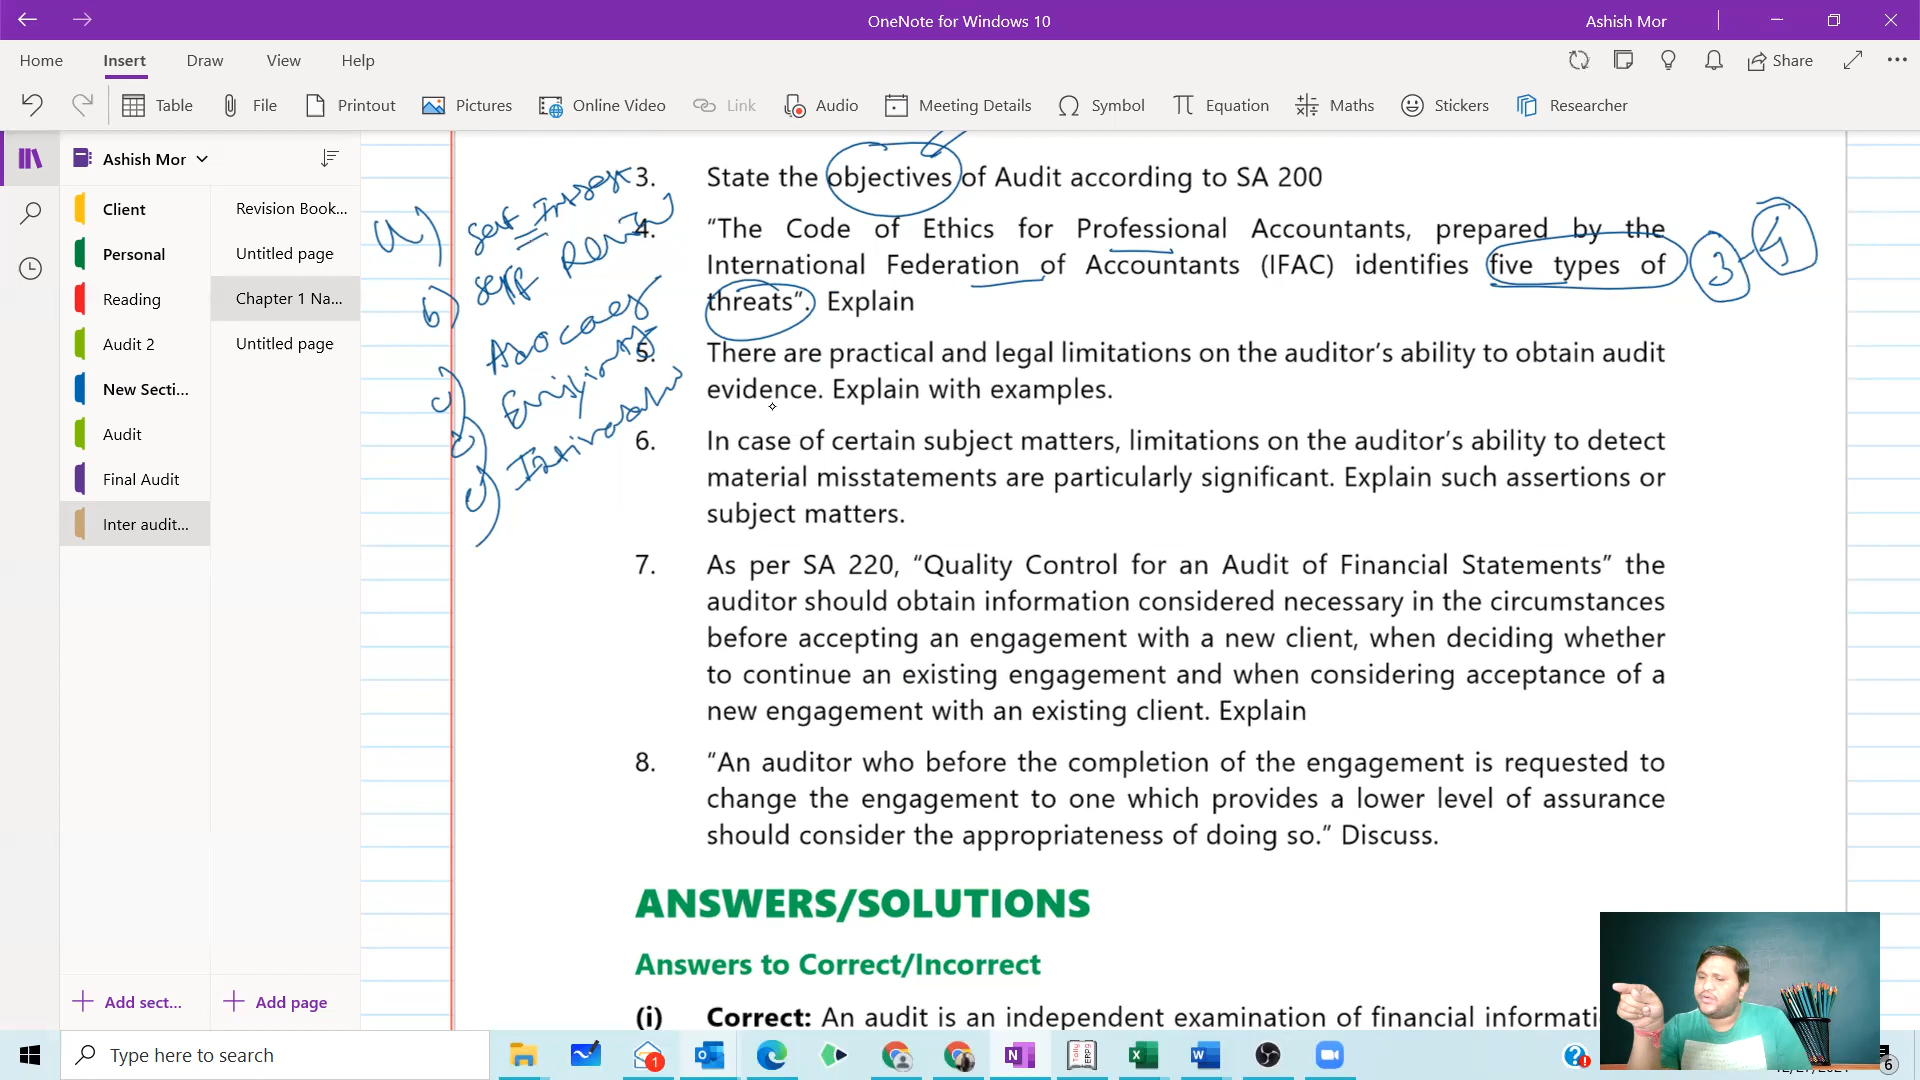 OneNote for Windows 10
Ashish Mor
Home
Insert
Draw
View
Help
Share
Table
File
Printout
Pictures
Online Video
Link
Audio
Meeting Details
Symbol
Equation
Maths
Stickers
Researcher
Ashish Mor
Client
Personal
Reading
Audit 2
New Secti...
Audit
Final Audit
Inter audit...
Add sect...
Revision Book...
Untitled page
Chapter 1 Na...
Untitled page
Add page
a)
b) self
c)
e)
3. State the objectives of Audit according to SA 200
4. “The Code of Ethics for Professional Accountants, prepared by the
International Federation of Accountants (IFAC) identifies five types of
threats”. Explain
3
5. There are practical and legal limitations on the auditor’s ability to obtain audit
evidence. Explain with examples.
6. In case of certain subject matters, limitations on the auditor’s ability to detect
material misstatements are particularly significant. Explain such assertions or
subject matters.
7. As per SA 220, “Quality Control for an Audit of Financial Statements” the
auditor should obtain information considered necessary in the circumstances
before accepting an engagement with a new client, when deciding whether
to continue an existing engagement and when considering acceptance of a
new engagement with an existing client. Explain
8. “An auditor who before the completion of the engagement is requested to
change the engagement to one which provides a lower level of assurance
should consider the appropriateness of doing so.” Discuss.
ANSWERS/SOLUTIONS
Answers to Correct/Incorrect
(i) Correct: An audit is an independent examination of financial informati
Type here to search
1
6